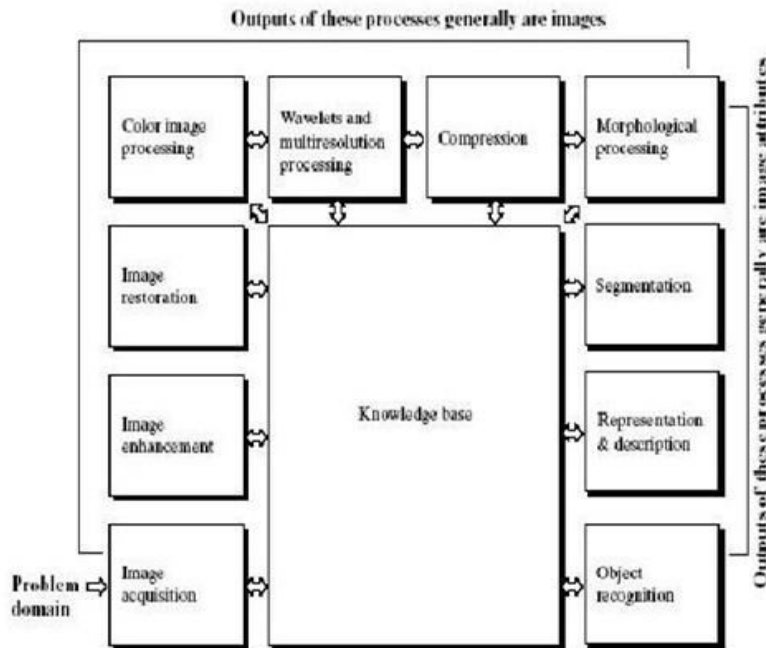 Outputs of these processes generally are images
Color image
processing
Wavelets and
multiresolution
processing
Compression
Morphological
processing
Image
restoration
Segmentation
Image
enhancement
Knowledge base
Representation
& description
Problem
domain
Image
acquisition
Object
recognition
Outputs of these processes generally are image attributes